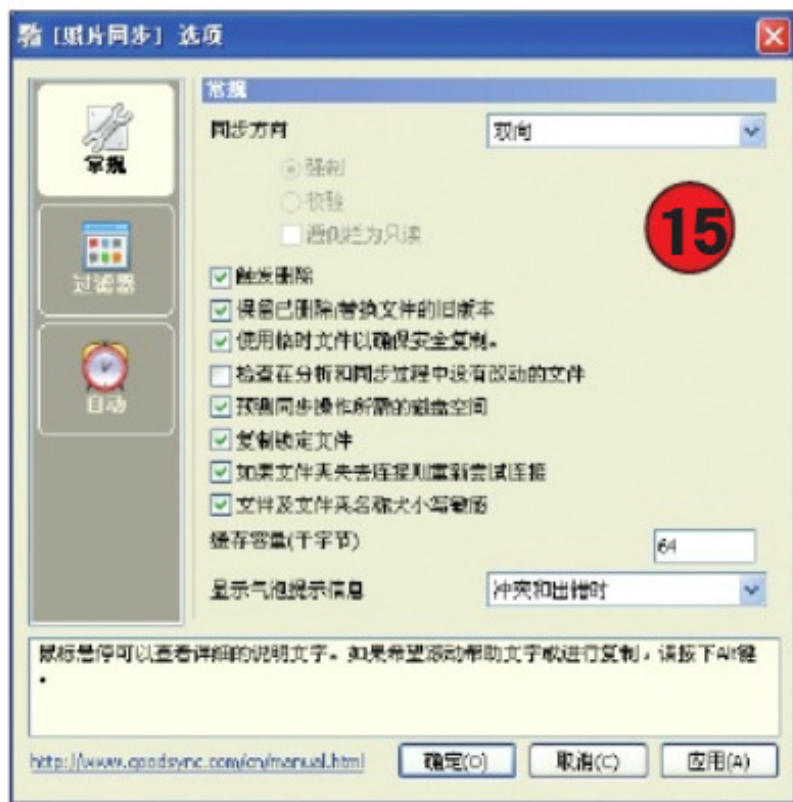 [照片同步] 选项
常规
常规
同步方向
双向
强制
校验
源侧栏为只读
15
过滤器
触发删除
保留已删除/替换文件的旧版本
使用临时文件以确保安全复制。
检查在分析和同步过程中没有改动的文件
自动
预测同步操作所需的磁盘空间
复制锁定文件
如果文件夹失去连接则重新尝试连接
文件及文件夹名称大小写敏感
缓存容量(千字节)
64
显示气泡提示信息
冲突和出错时
鼠标悬停可以查看详细的说明文字。如果希望滚动帮助文字或进行复制，请按下Alt键
。
http://www.goodsync.com/cn/manual.html
确定(O)
取消(C)
应用(A)